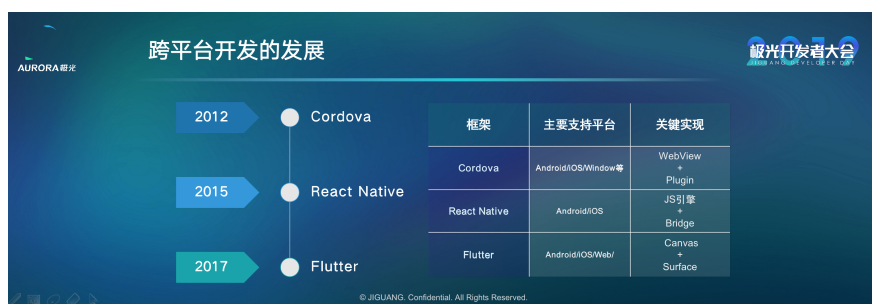 跨平台开发的发展
AURORA极光
极光开发者大会
JIGUANG DEVELOPER DAY
2012
Cordova
2015
React Native
2017
Flutter
框架 主要支持平台 关键实现
Cordova Android/iOS/Window等 WebView
+
Plugin
React Native Android/iOS JS引擎
+
Bridge
Flutter Android/iOS/Web/ Canvas
+
Surface
© JIGUANG. Confidential. All Rights Reserved.